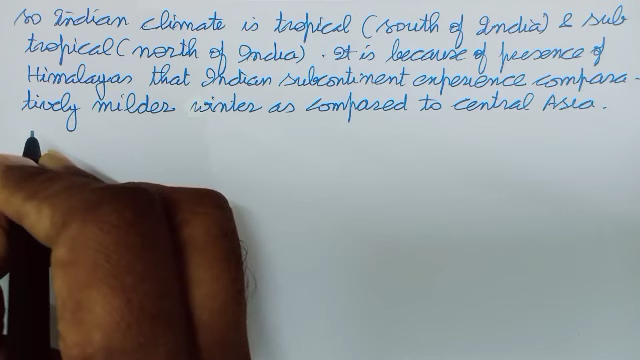 so Indian climate is tropical (south of India) & sub
tropical (north of India). It is because of presence of
Himalayas that Indian subcontiment experience compara-
tively milder winter as compared to central Asia.